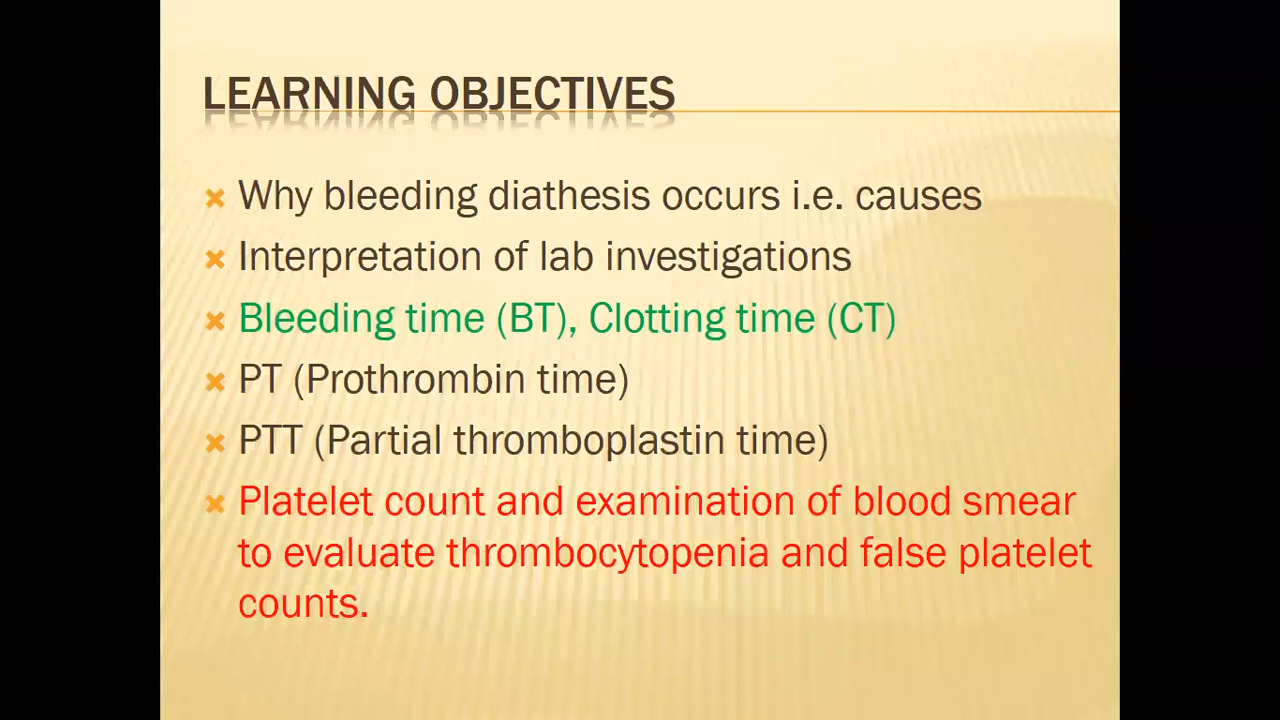 LEARNING OBJECTIVES
Why bleeding diathesis occurs i.e. causes
Interpretation of lab investigations
Bleeding time (BT), Clotting time (CT)
PT (Prothrombin time)
PTT (Partial thromboplastin time)
Platelet count and examination of blood smear
to evaluate thrombocytopenia and false platelet
counts.